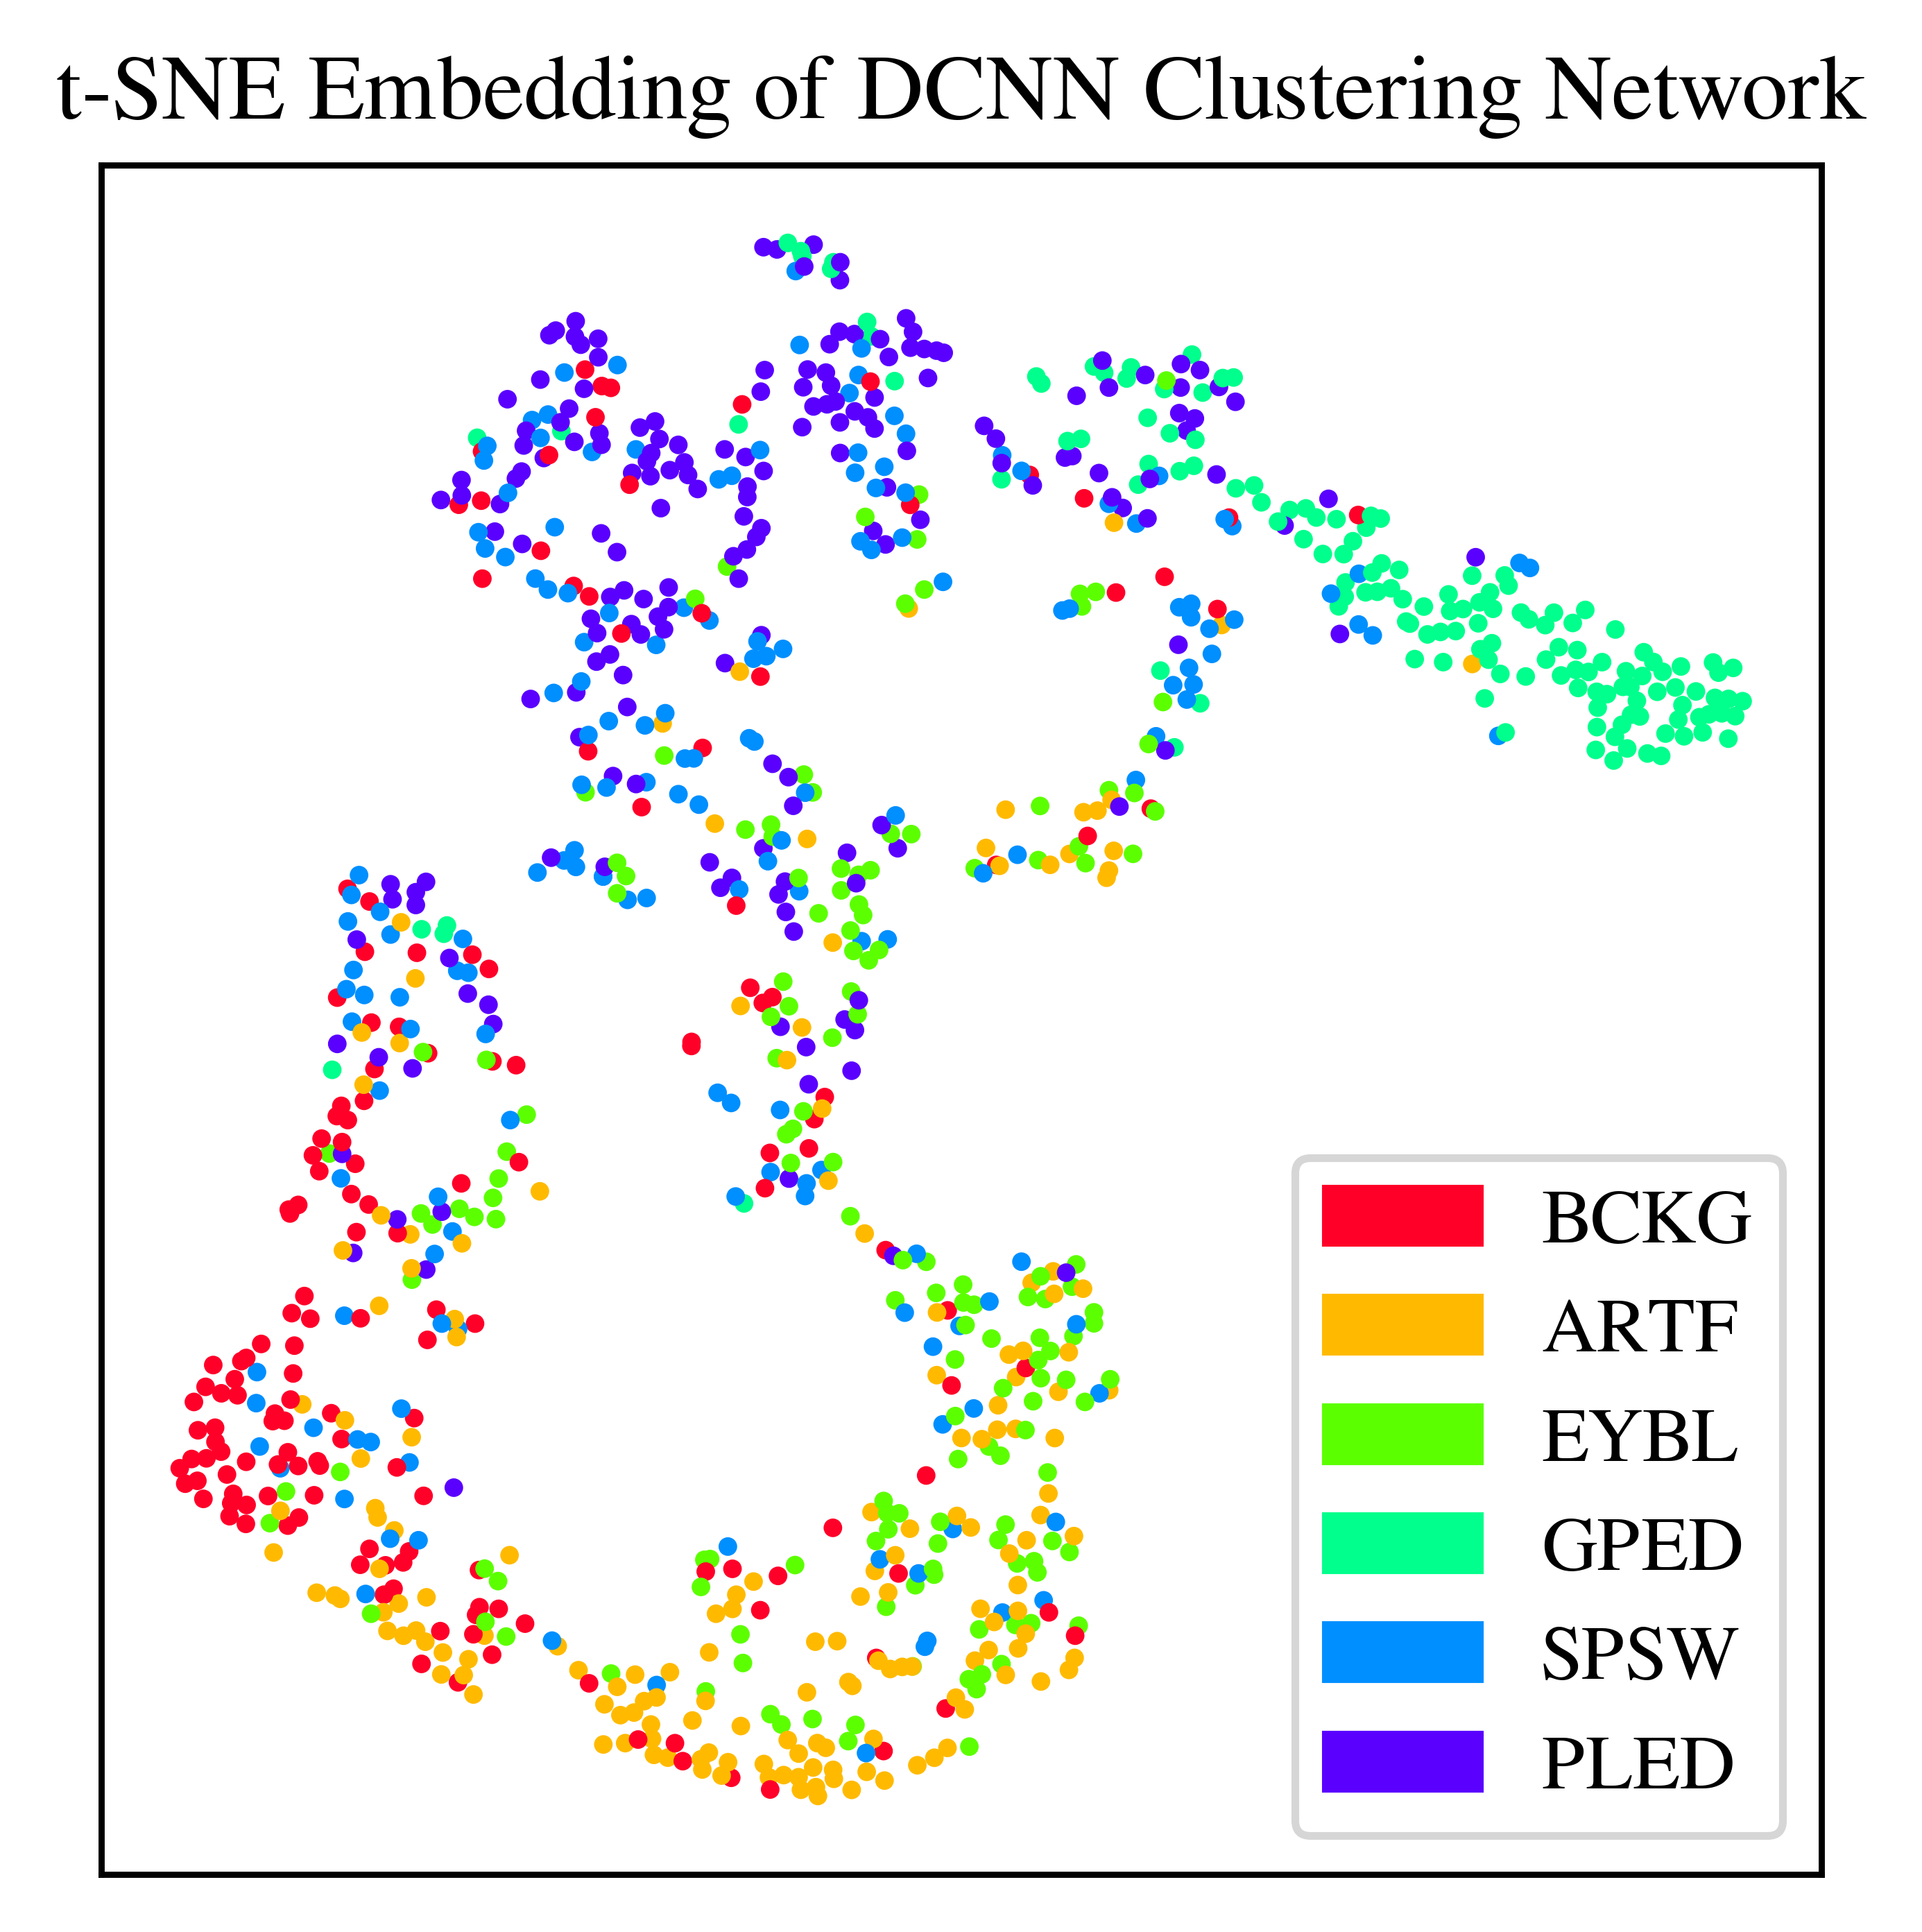 t-SNE Embedding of DCNN Clustering Network
BCKG
ARTF
EYBL
GPED
SPSW
PLED